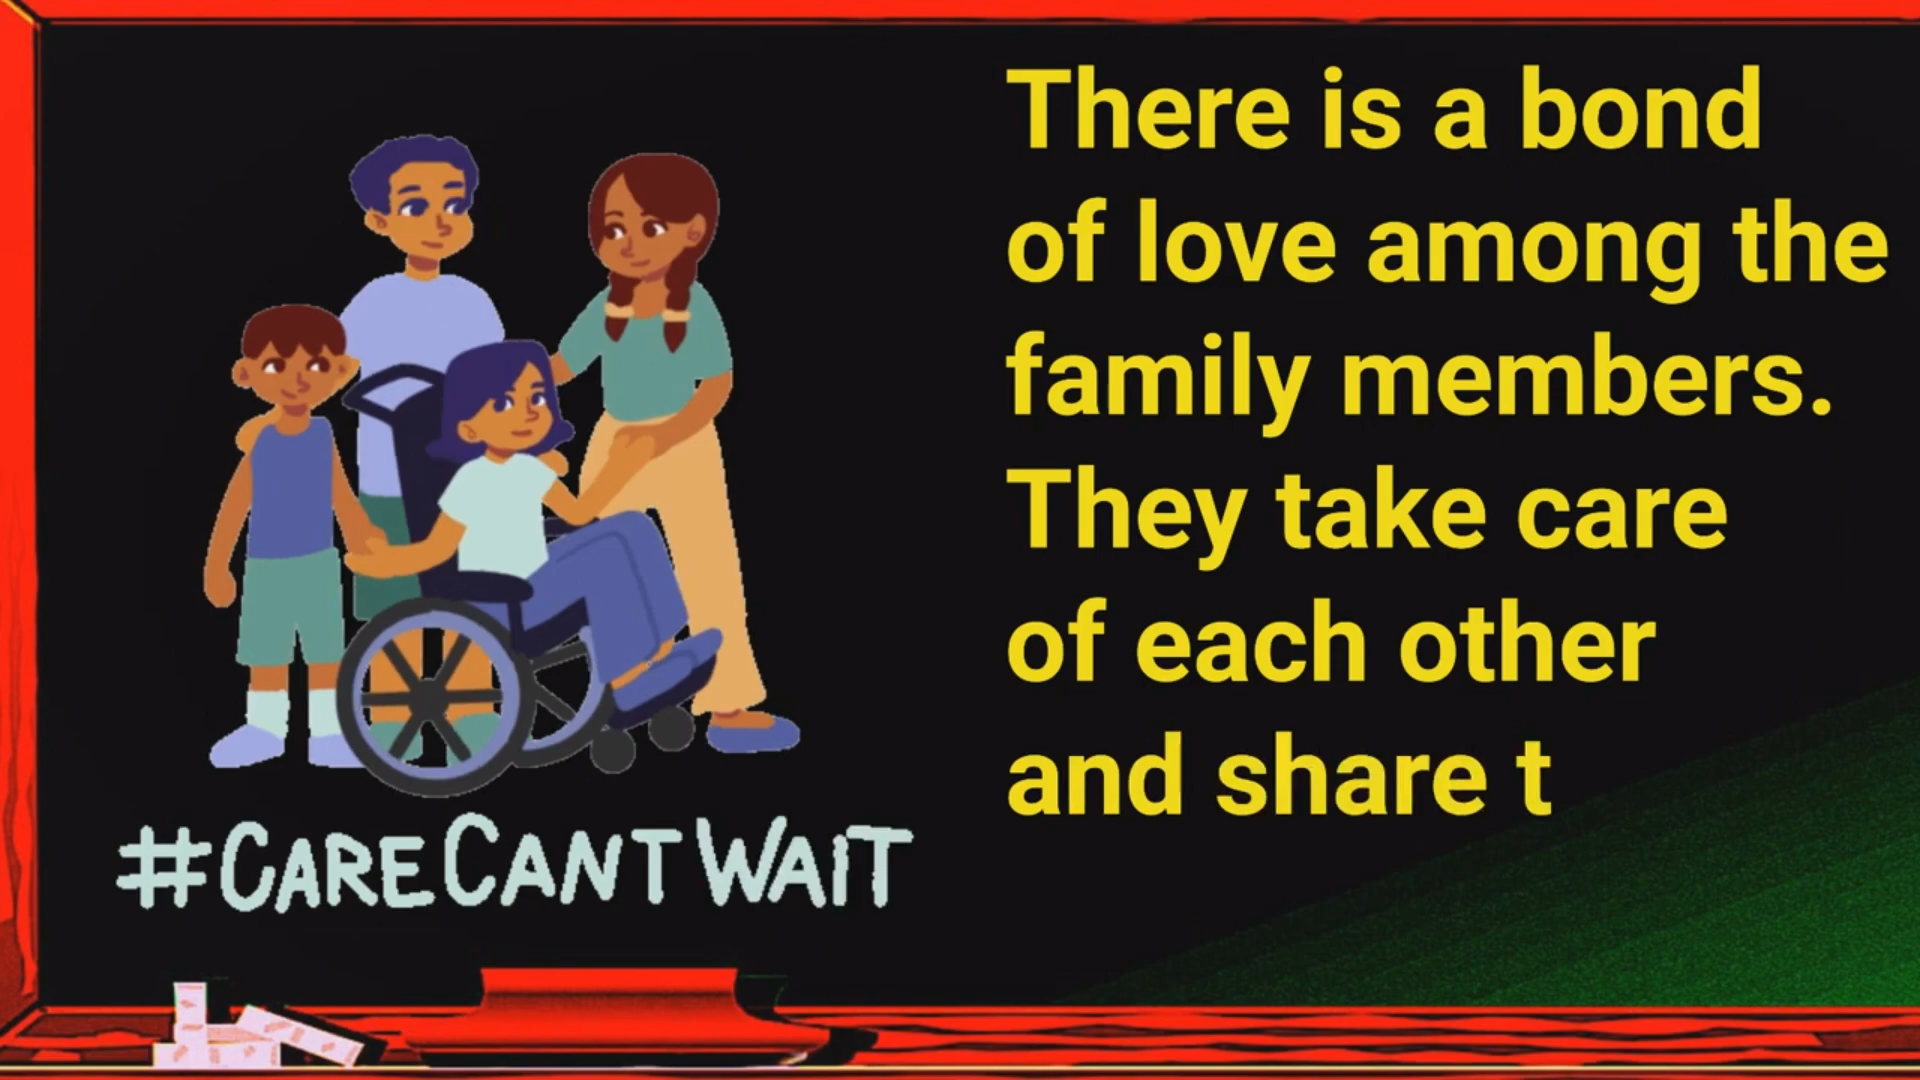 There is a bond
of love among the
family members.
They take care
of each other
and share t
#CARECANTWAIT